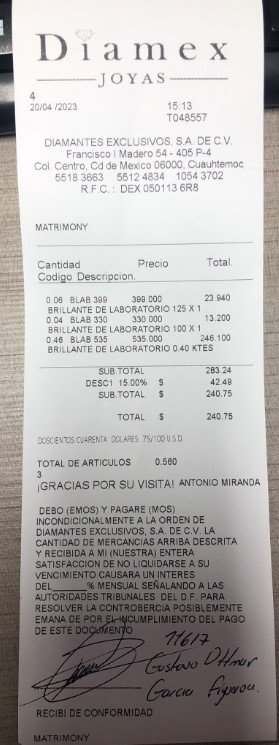 Diamex
JOYAS
4
20/04 /2023 15:13
T048557
DIAMANTES EXCLUSIVOS, S.A. DE C.V.
Francisco I Madero 54 - 405 P-4
Col. Centro, Cd de Mexico 06000, Cuauhtemoc
5518 3663 5512 4834 1054 3702
R.F.C. : DEX 050113 6R8
MATRIMONY
Cantidad Precio Total.
Codigo Descripcion.
0.06 BLAB 399 399.000 23.940
BRILLANTE DE LABORATORIO 125 X 1
0.04 BLAB 330 330.000 13.200
BRILLANTE DE LABORATORIO 100 X 1
0.46 BLAB 535 535.000 246.100
BRILLANTE DE LABORATORIO 0.40 KTES
SUB.TOTAL 283.24
DESC1 15.00% $ 42.49
SUB.TOTAL $ 240.75
TOTAL $ 240.75
DOSCIENTOS CUARENTA DOLARES 75/100 U.S.D.
TOTAL DE ARTICULOS 0.560
3
¡GRACIAS POR SU VISITA! ANTONIO MIRANDA
DEBO (EMOS) Y PAGARE (MOS)
INCONDICIONALMENTE A LA ORDEN DE
DIAMANTES EXCLUSIVOS, S.A. DE C.V. LA
CANTIDAD DE MERCANCIAS ARRIBA DESCRITA
Y RECIBIDA A MI (NUESTRA) ENTERA
SATISFACCION DE NO LIQUIDARSE A SU
VENCIMIENTO CAUSARA UN INTERES
DEL______% MENSUAL SEÑALANDO A LAS
AUTORIDADES TRIBUNALES DEL D.F. PARA
RESOLVER LA CONTROBERCIA POSIBLEMENTE
EMANA DE POR EL INCUMPLIMIENTO DEL PAGO
DE ESTE DOCUMENTO
11617
Gustavo Ottmar
Garcia Figueroa.
RECIBI DE CONFORMIDAD
MATRIMONY